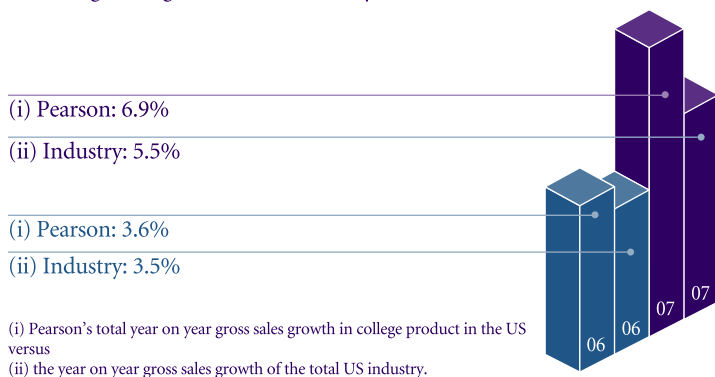 (i) Pearson: 6.9%
(ii) Industry: 5.5%
(i) Pearson: 3.6%
(ii) Industry: 3.5%
06
06
07
07
(i) Pearson’s total year on year gross sales growth in college product in the US
versus
(ii) the year on year gross sales growth of the total US industry.